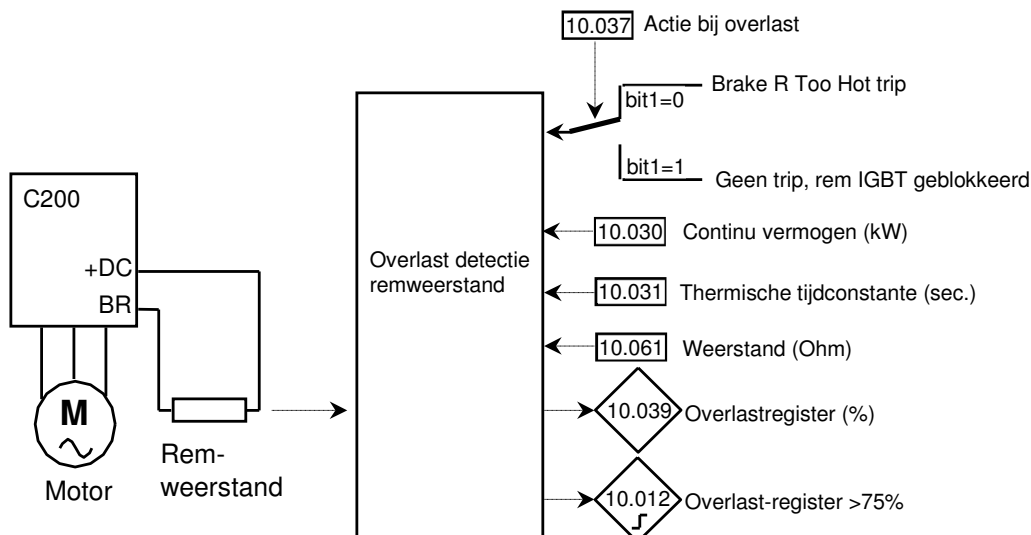 10.037 Actie bij overlast
Brake R Too Hot trip
bit1=0
bit1=1
Geen trip, rem IGBT geblokkeerd
C200
+DC
BR
M
Motor
Rem-
weerstand
Overlast detectie
remweerstand
10.030 Continu vermogen (kW)
10.031 Thermische tijdconstante (sec.)
10.061 Weerstand (Ohm)
10.039 Overlastregister (%)
10.012 Overlast-register >75%